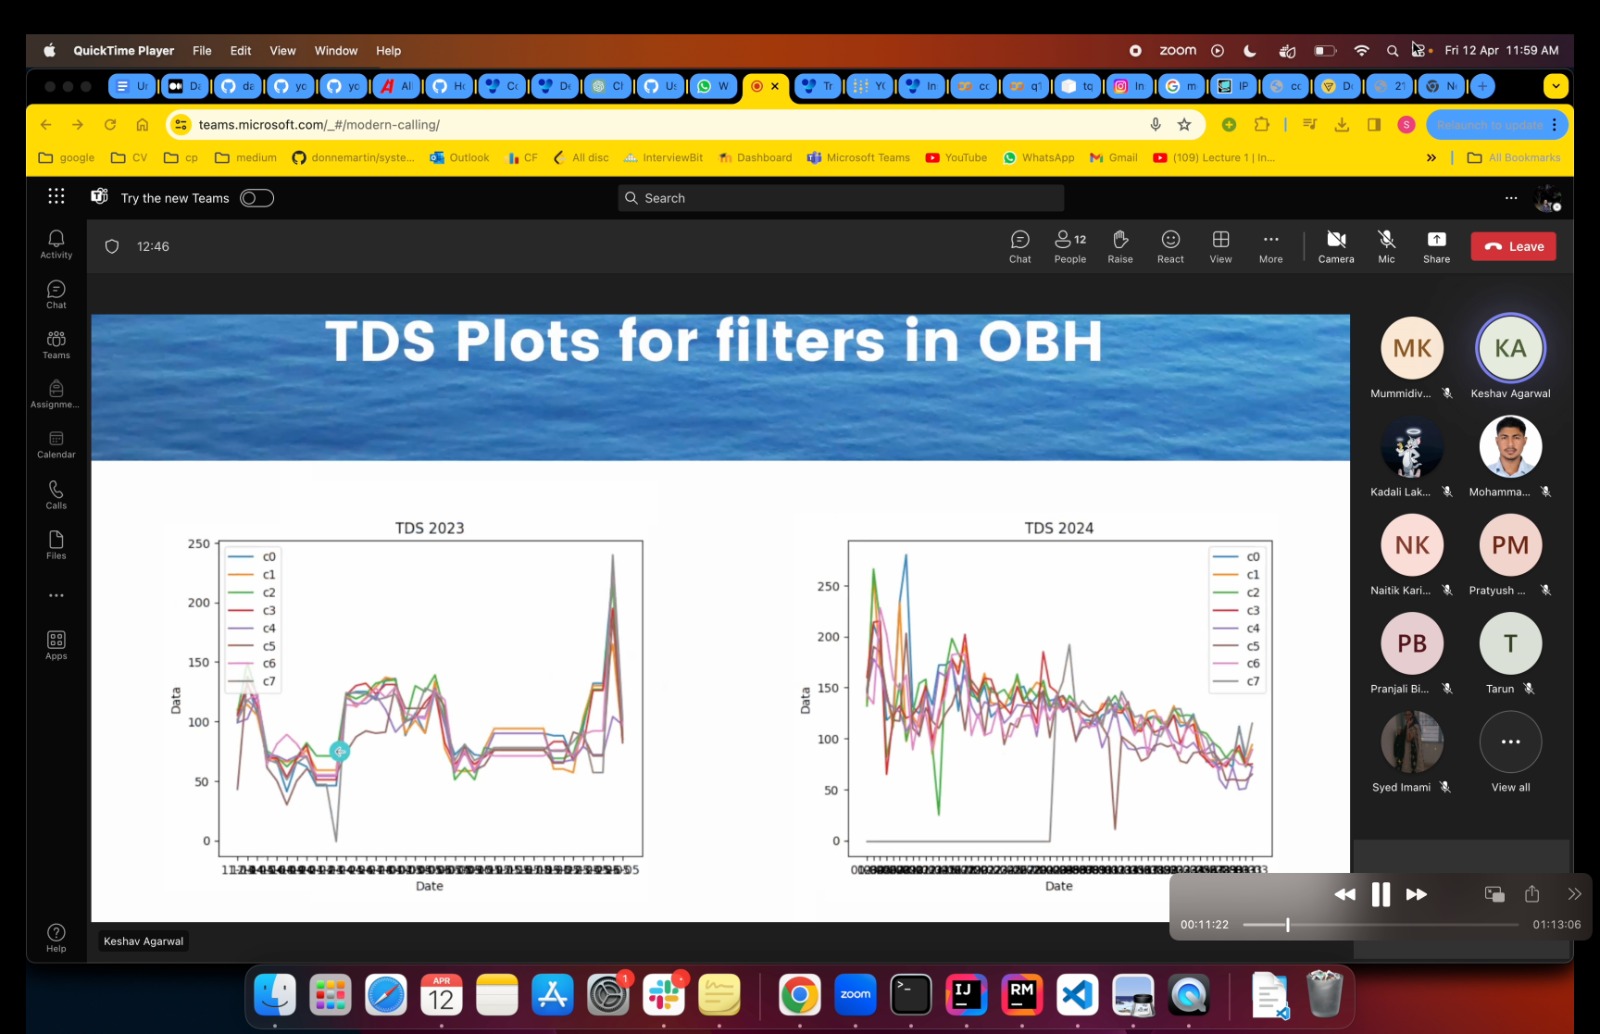 QuickTime Player File Edit View Window Help
zoom Fri 12 Apr 11:59 AM
teams.microsoft.com/_#/modern-calling/
Relaunch to update
google CV cp medium donnemartin/syste... Outlook CF All disc InterviewBit Dashboard Microsoft Teams YouTube WhatsApp Gmail (109) Lecture 1 | In... » All Bookmarks
Try the new Teams
Search
12:46
Chat
12
People
Raise
React
View
More
Camera
Mic
Share
Leave
Activity
Chat
Teams
Assignme...
Calendar
Calls
Files
Apps
Help
TDS Plots for filters in OBH
TDS 2023
250
200
150
100
50
0
Data
Date
c0
c1
c2
c3
c4
c5
c6
c7
TDS 2024
250
200
150
100
50
0
Data
Date
c0
c1
c2
c3
c4
c5
c6
c7
Keshav Agarwal
MK
Mummidiv...
KA
Keshav Agarwal
Kadali Lak...
Mohamma...
NK
Naitik Kari...
PM
Pratyush ...
PB
Pranjali Bi...
T
Tarun
Syed Imami
View all
00:11:22
01:13:06
APR
12
1
zoom
IJ
RM